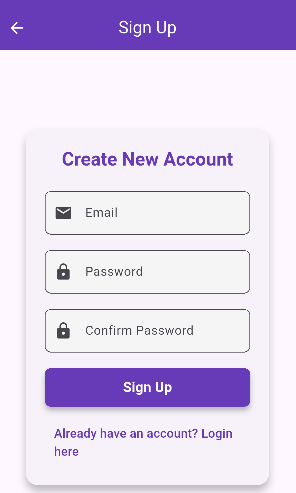 Sign Up
Create New Account
Email
Password
Confirm Password
Sign Up
Already have an account? Login
here